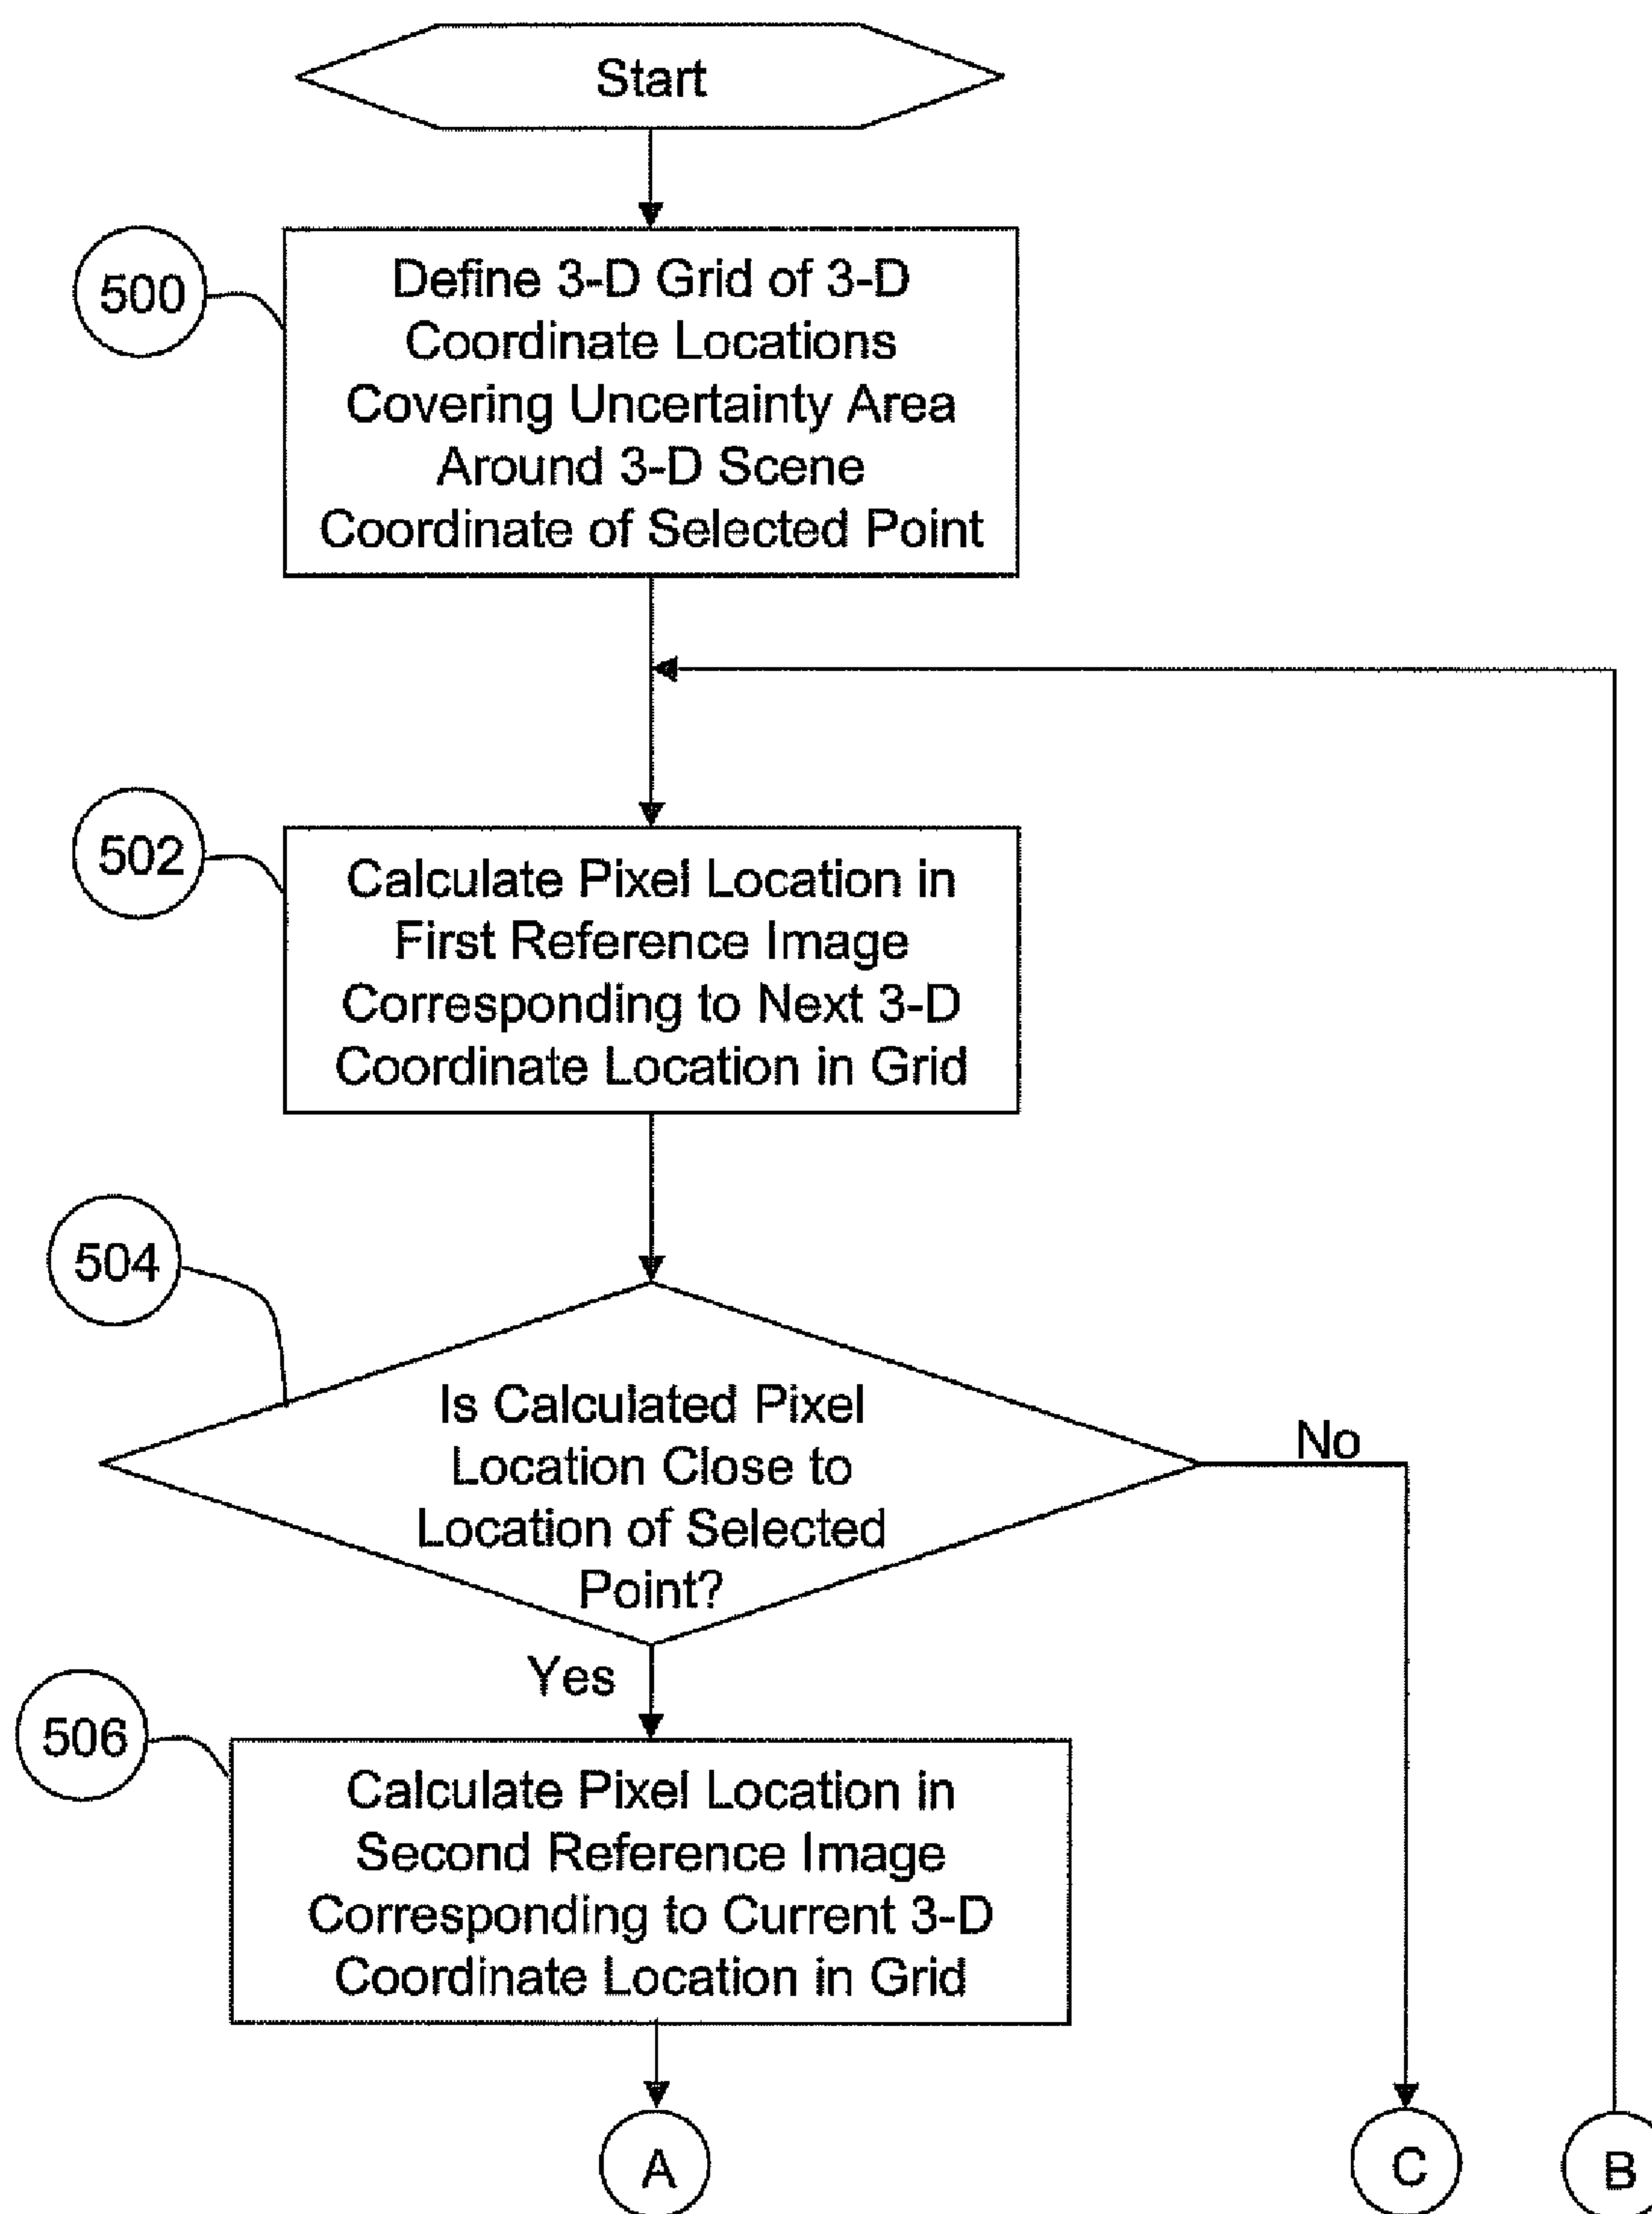 Start
500
Define 3-D Grid of 3-D
Coordinate Locations
Covering Uncertainty Area
Around 3-D Scene
Coordinate of Selected Point
502
Calculate Pixel Location in
First Reference Image
Corresponding to Next 3-D
Coordinate Location in Grid
504
Is Calculated Pixel
Location Close to
Location of Selected
Point?
No
Yes
506
Calculate Pixel Location in
Second Reference Image
Corresponding to Current 3-D
Coordinate Location in Grid
A
C
B